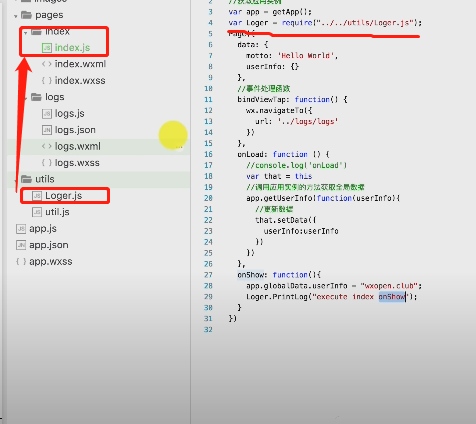 pages
index
index.js
index.wxml
index.wxss
logs
logs.js
logs.json
logs.wxml
logs.wxss
utils
Loger.js
util.js
app.js
app.json
app.wxss
2 //获取应用实例
3 var app = getApp();
4 var Loger = require("../../utils/Loger.js");
5 Page({
6 data: {
7 motto: 'Hello World',
8 userInfo: {}
9 },
10 //事件处理函数
11 bindViewTap: function() {
12 wx.navigateTo({
13 url: '../logs/logs'
14 })
15 },
16 onLoad: function () {
17 //console.log('onLoad')
18 var that = this
19 //调用应用实例的方法获取全局数据
20 app.getUserInfo(function(userInfo){
21 //更新数据
22 that.setData({
23 userInfo:userInfo
24 })
25 })
26 },
27 onShow: function(){
28 app.globalData.userInfo = "wxopen.club";
29 Loger.PrintLog("execute index onShow");
30 }
31 })
32